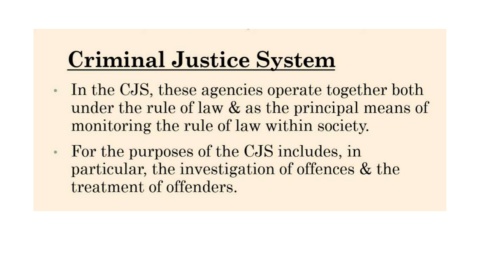 Criminal Justice System
In the CJS, these agencies operate together both
under the rule of law & as the principal means of
monitoring the rule of law within society.
For the purposes of the CJS includes, in
particular, the investigation of offences & the
treatment of offenders.